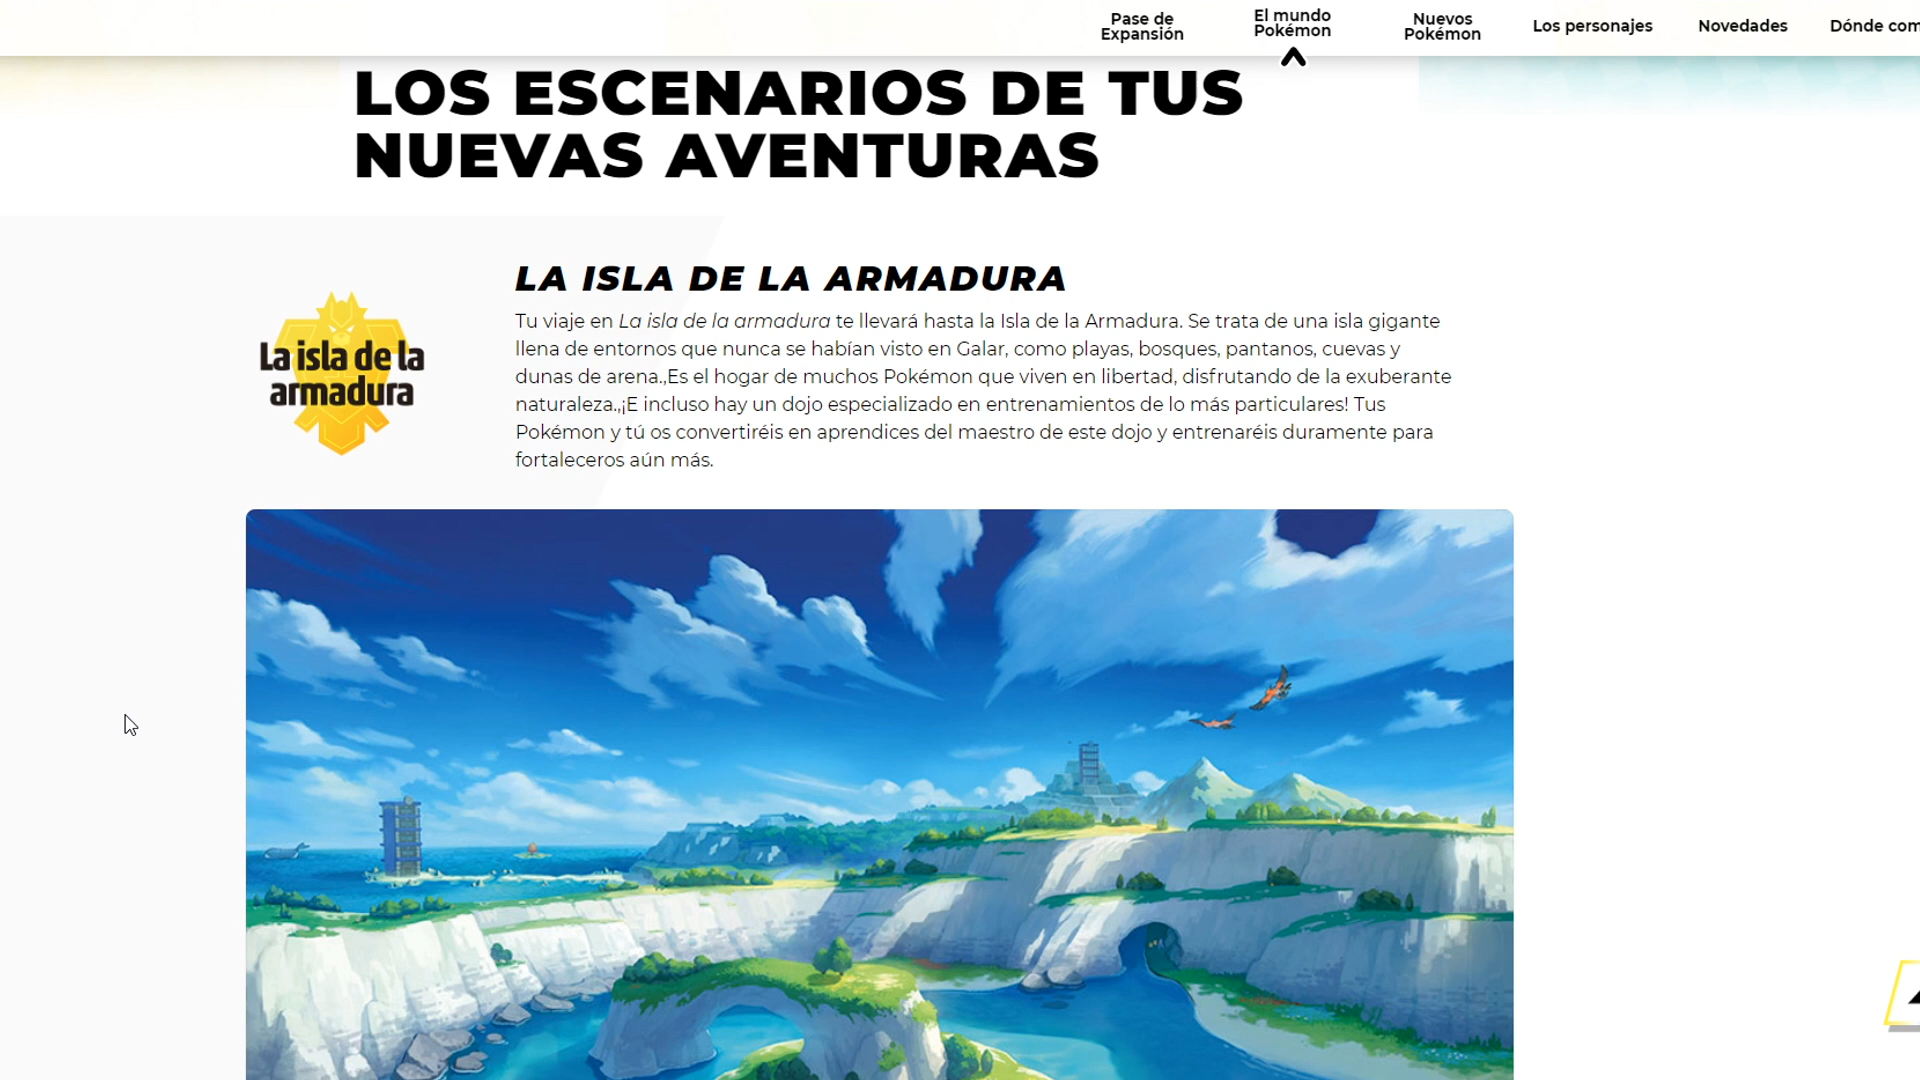 Pase de
Expansión
El mundo
Pokémon
Nuevos
Pokémon
Los personajes
Novedades
Dónde com
LOS ESCENARIOS DE TUS
NUEVAS AVENTURAS
La isla de la
armadura
LA ISLA DE LA ARMADURA
Tu viaje en La isla de la armadura te llevará hasta la Isla de la Armadura. Se trata de una isla gigante
llena de entornos que nunca se habían visto en Galar, como playas, bosques, pantanos, cuevas y
dunas de arena.,Es el hogar de muchos Pokémon que viven en libertad, disfrutando de la exuberante
naturaleza.,¡E incluso hay un dojo especializado en entrenamientos de lo más particulares! Tus
Pokémon y tú os convertiréis en aprendices del maestro de este dojo y entrenaréis duramente para
fortaleceros aún más.